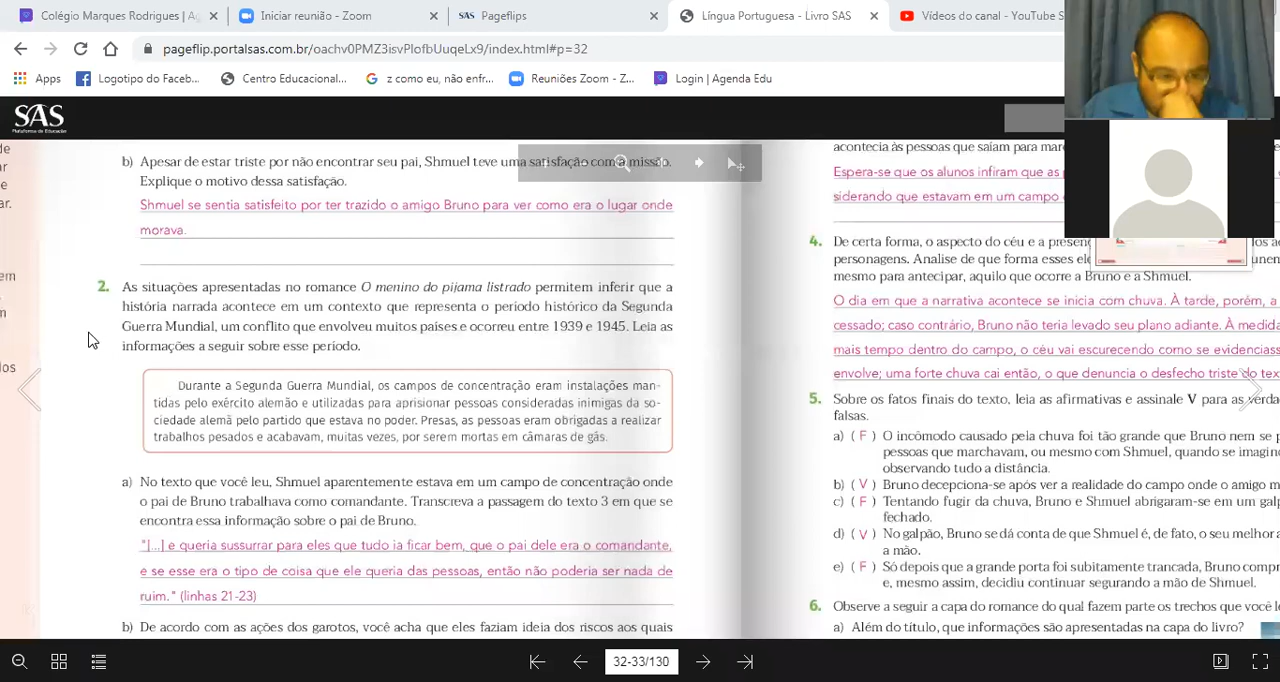 Colégio Marques Rodrigues | A
Iniciar reunião - Zoom
Pageflips
Língua Portuguesa - Livro SAS
Vídeos do canal - YouTube S
pageflip.portalsas.com.br/oachv0PMZ3isvPlofbUuqeLx9/index.html#p=32
Apps
Logotipo do Faceb...
Centro Educacional...
z como eu, não enfr...
Reuniões Zoom - Z...
Login | Agenda Edu
SAS
Plataforma de Educação
b) Apesar de estar triste por não encontrar seu pai, Shmuel teve uma satisfação com a missão.
Explique o motivo dessa satisfação.
Shmuel se sentia satisfeito por ter trazido o amigo Bruno para ver como era o lugar onde
morava.
2. As situações apresentadas no romance O menino do pijama listrado permitem inferir que a
história narrada acontece em um contexto que representa o período histórico da Segunda
Guerra Mundial, um conflito que envolveu muitos países e ocorreu entre 1939 e 1945. Leia as
informações a seguir sobre esse período.
Durante a Segunda Guerra Mundial, os campos de concentração eram instalações man-
tidas pelo exército alemão e utilizadas para aprisionar pessoas consideradas inimigas da so-
ciedade alemã pelo partido que estava no poder. Presas, as pessoas eram obrigadas a realizar
trabalhos pesados e acabavam, muitas vezes, por serem mortas em câmaras de gás.
a) No texto que você leu, Shmuel aparentemente estava em um campo de concentração onde
o pai de Bruno trabalhava como comandante. Transcreva a passagem do texto 3 em que se
encontra essa informação sobre o pai de Bruno.
"[...] e queria sussurrar para eles que tudo ia ficar bem, que o pai dele era o comandante,
e se esse era o tipo de coisa que ele queria das pessoas, então não poderia ser nada de
ruim." (linhas 21-23)
b) De acordo com as ações dos garotos, você acha que eles faziam ideia dos riscos aos quais
acontecia às pessoas que saíam para mar
Espera-se que os alunos infiram que as p
siderando que estavam em um campo
4. De certa forma, o aspecto do céu e a presen
personagens. Analise de que forma esses ele
mesmo para antecipar, aquilo que ocorre a Bruno e a Shmuel.
O dia em que a narrativa acontece se inicia com chuva. À tarde, porém, a
cessado; caso contrário, Bruno não teria levado seu plano adiante. À medida
mais tempo dentro do campo, o céu vai escurecendo como se evidencias
envolve; uma forte chuva cai então, o que denuncia o desfecho triste do tex
5. Sobre os fatos finais do texto, leia as afirmativas e assinale V para as verda
falsas.
a) ( F ) O incômodo causado pela chuva foi tão grande que Bruno nem se p
pessoas que marchavam, ou mesmo com Shmuel, quando se imagino
observando tudo a distância.
b) ( V ) Bruno decepciona-se após ver a realidade do campo onde o amigo m
c) ( F ) Tentando fugir da chuva, Bruno e Shmuel abrigaram-se em um galp
fechado.
d) ( V ) No galpão, Bruno se dá conta de que Shmuel é, de fato, o seu melhor a
a mão.
e) ( F ) Só depois que a grande porta foi subitamente trancada, Bruno compr
e, mesmo assim, decidiu continuar segurando a mão de Shmuel.
6. Observe a seguir a capa do romance do qual fazem parte os trechos que você le
a) Além do título, que informações são apresentadas na capa do livro?
32-33/130